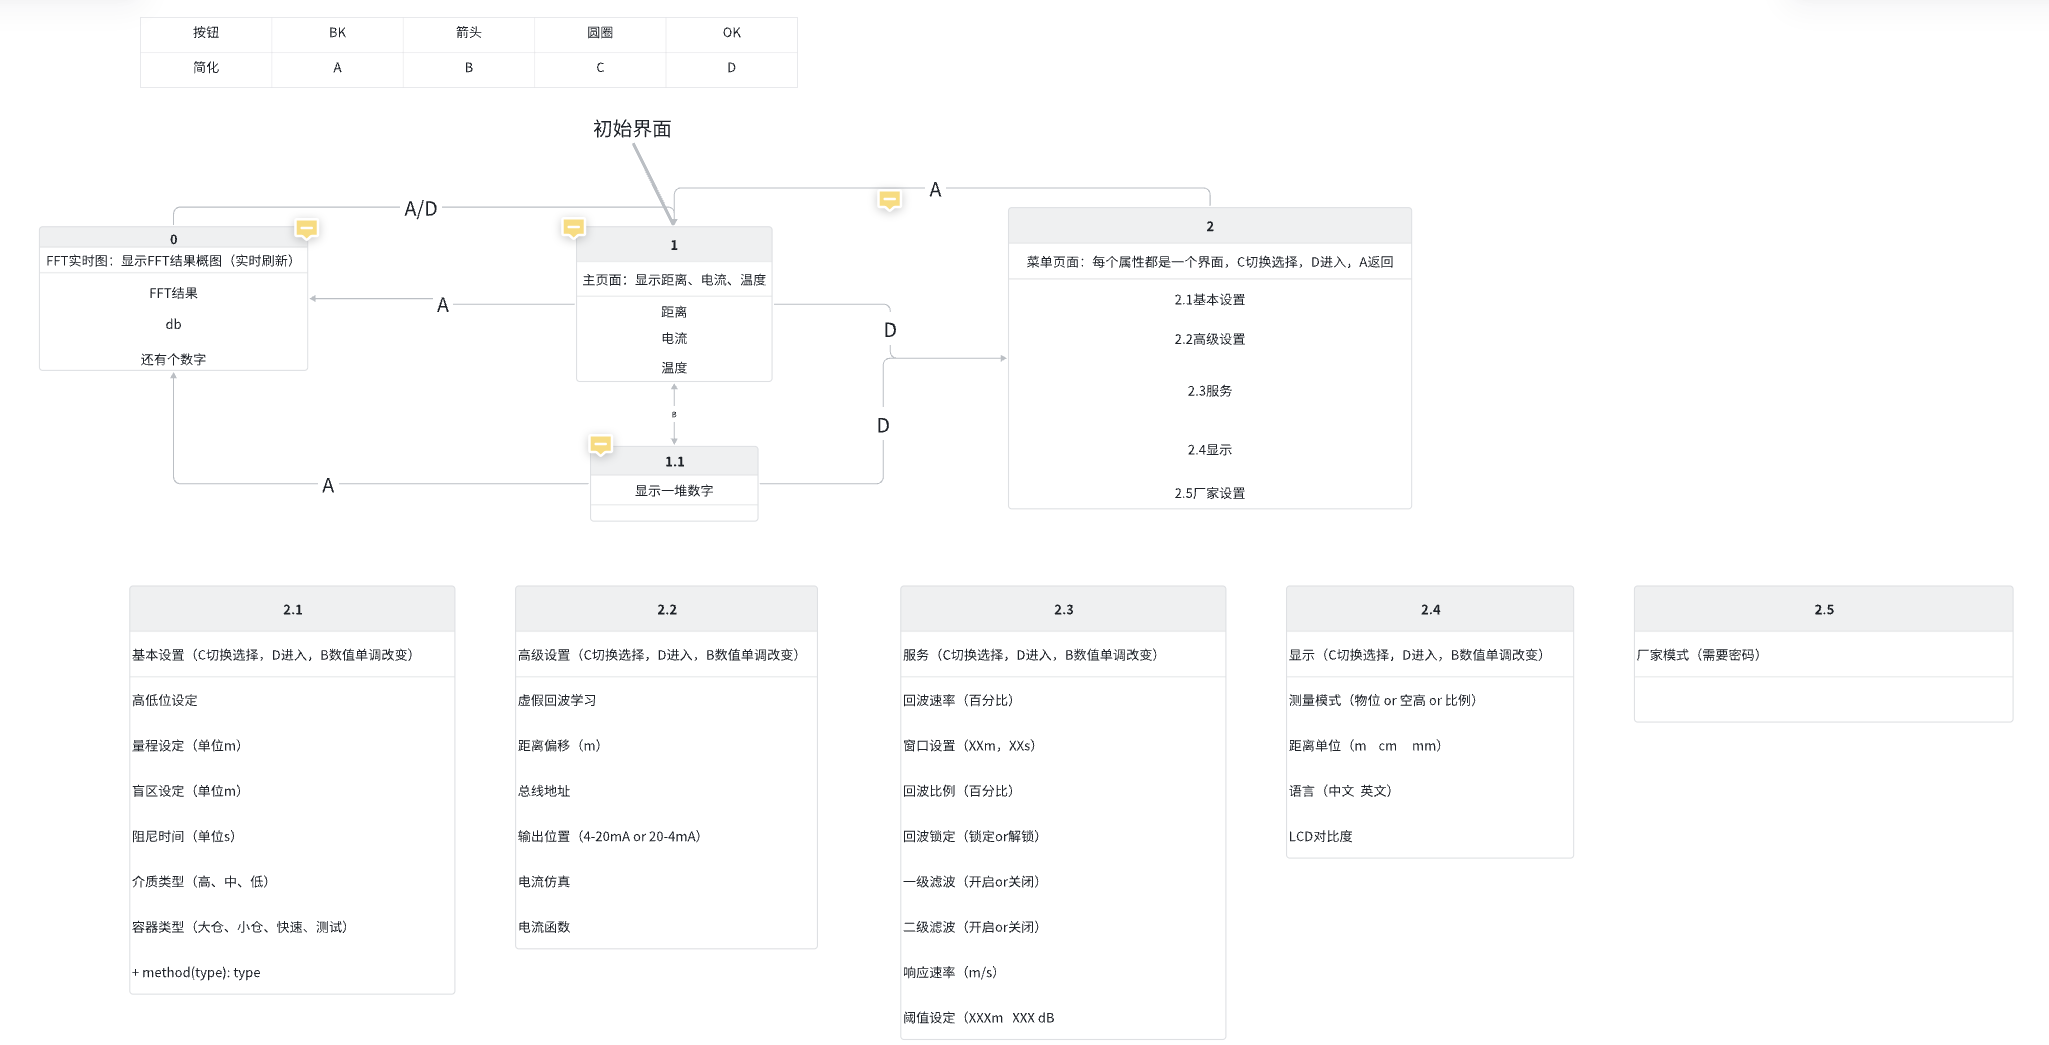 按钮 BK 箭头 圆圈 OK
简化 A B C D
初始界面
A
A/D
0
FFT实时图：显示FFT结果概图（实时刷新）
FFT结果
db
还有个数字
1
主页面：显示距离、电流、温度
距离
电流
温度
2
菜单页面：每个属性都是一个界面，C切换选择，D进入，A返回
2.1基本设置
2.2高级设置
2.3服务
2.4显示
2.5厂家设置
A
D
B
D
1.1
显示一堆数字
A
2.1
基本设置（C切换选择，D进入，B数值单调改变）
高低位设定
量程设定（单位m）
盲区设定（单位m）
阻尼时间（单位s）
介质类型（高、中、低）
容器类型（大仓、小仓、快速、测试）
+ method(type): type
2.2
高级设置（C切换选择，D进入，B数值单调改变）
虚假回波学习
距离偏移（m）
总线地址
输出位置（4-20mA or 20-4mA）
电流仿真
电流函数
2.3
服务（C切换选择，D进入，B数值单调改变）
回波速率（百分比）
窗口设置（XXm，XXs）
回波比例（百分比）
回波锁定（锁定or解锁）
一级滤波（开启or关闭）
二级滤波（开启or关闭）
响应速率（m/s）
阈值设定（XXXm XXX dB
2.4
显示（C切换选择，D进入，B数值单调改变）
测量模式（物位 or 空高 or 比例）
距离单位（m cm mm）
语言（中文 英文）
LCD对比度
2.5
厂家模式（需要密码）